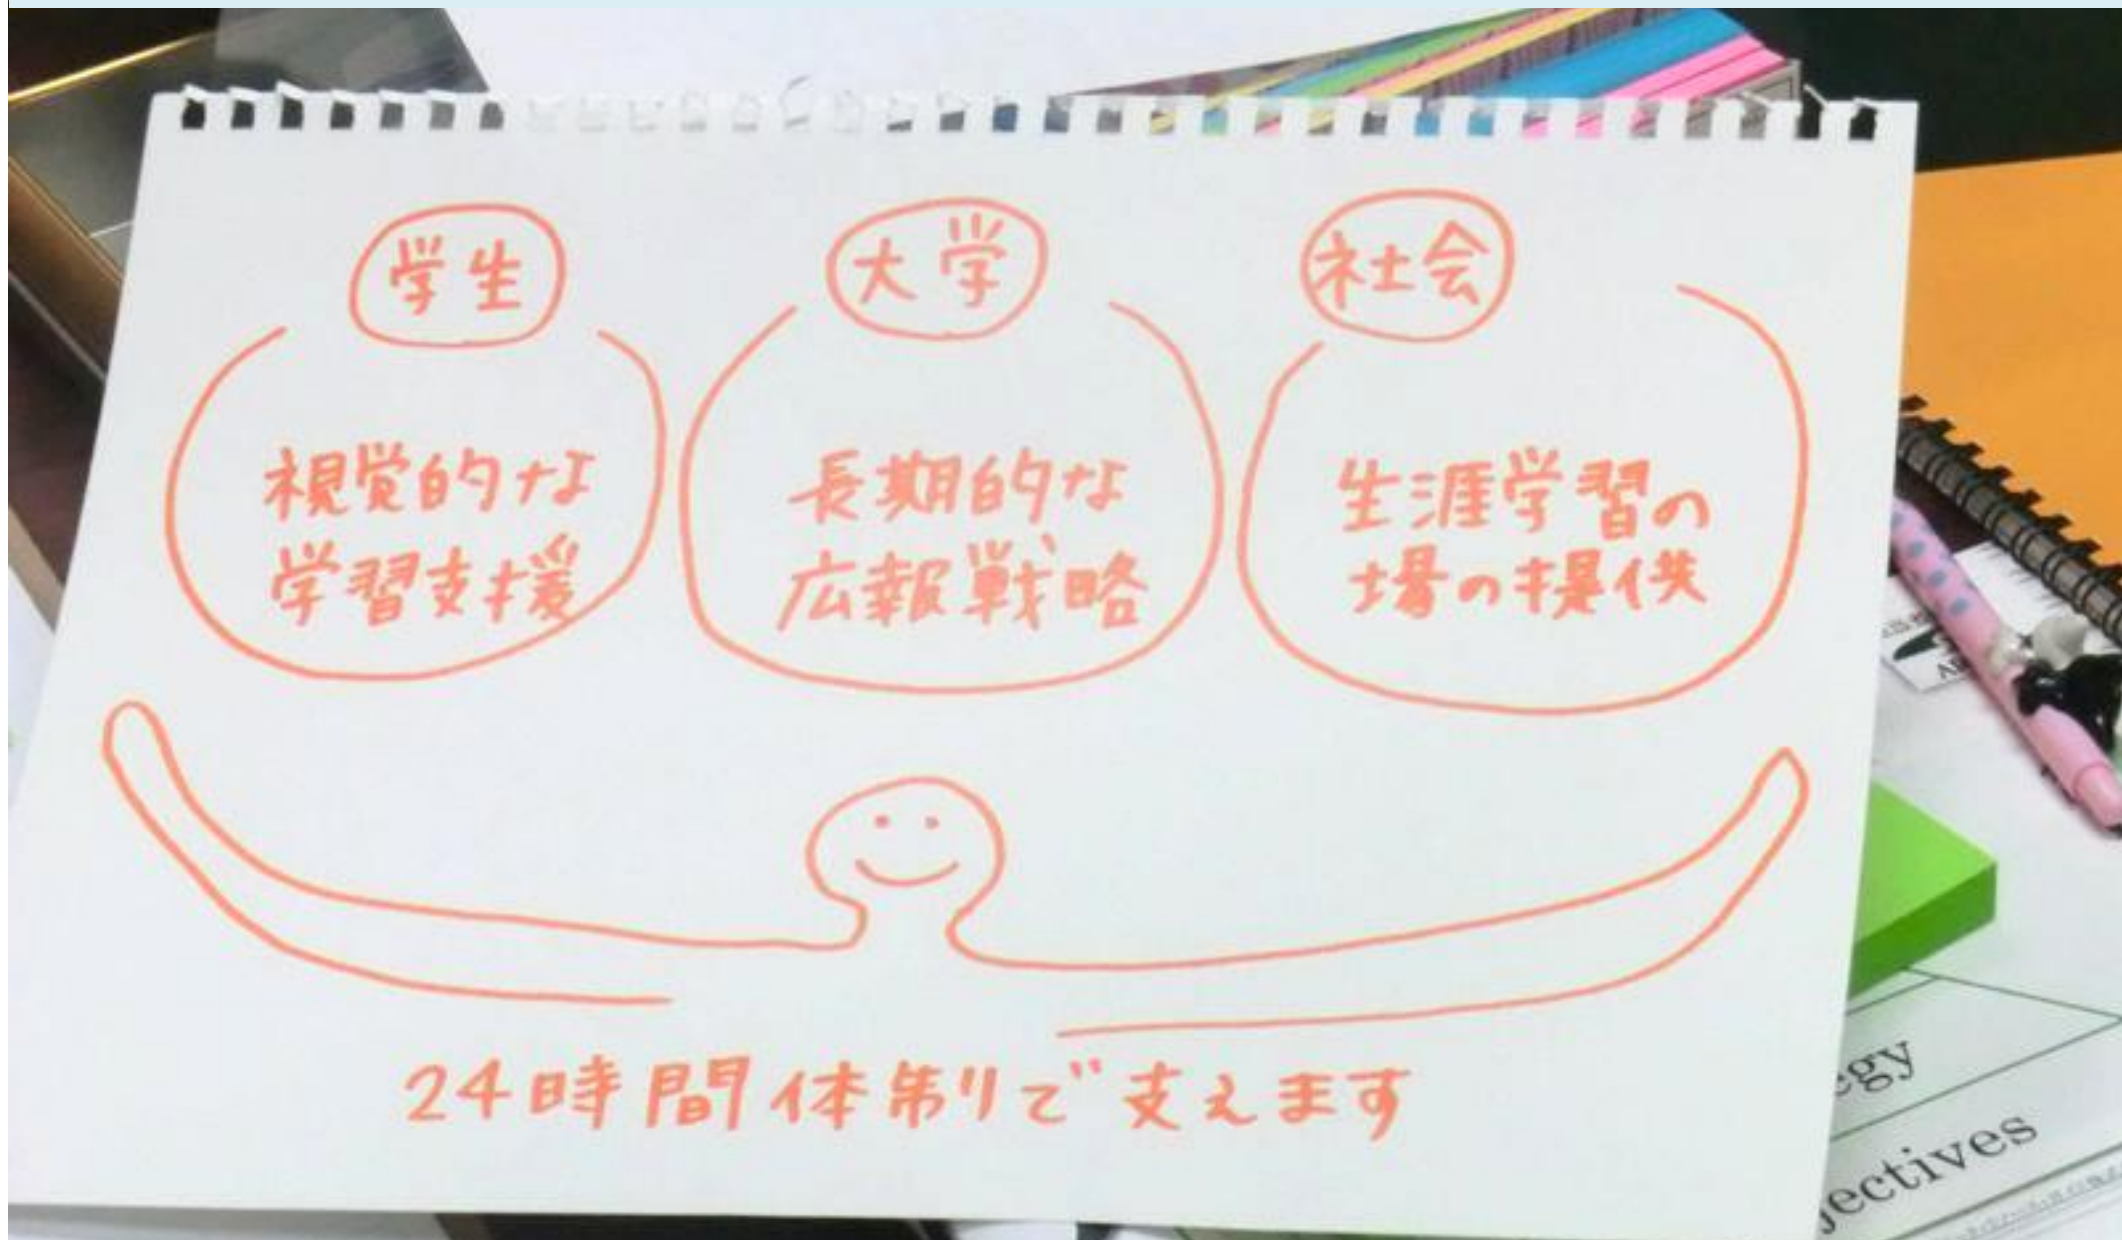 学生
視覚的な
学習支援
大学
長期的な
広報戦略
社会
生涯学習の
場の提供
24時間体制で支えます
egy
jectives